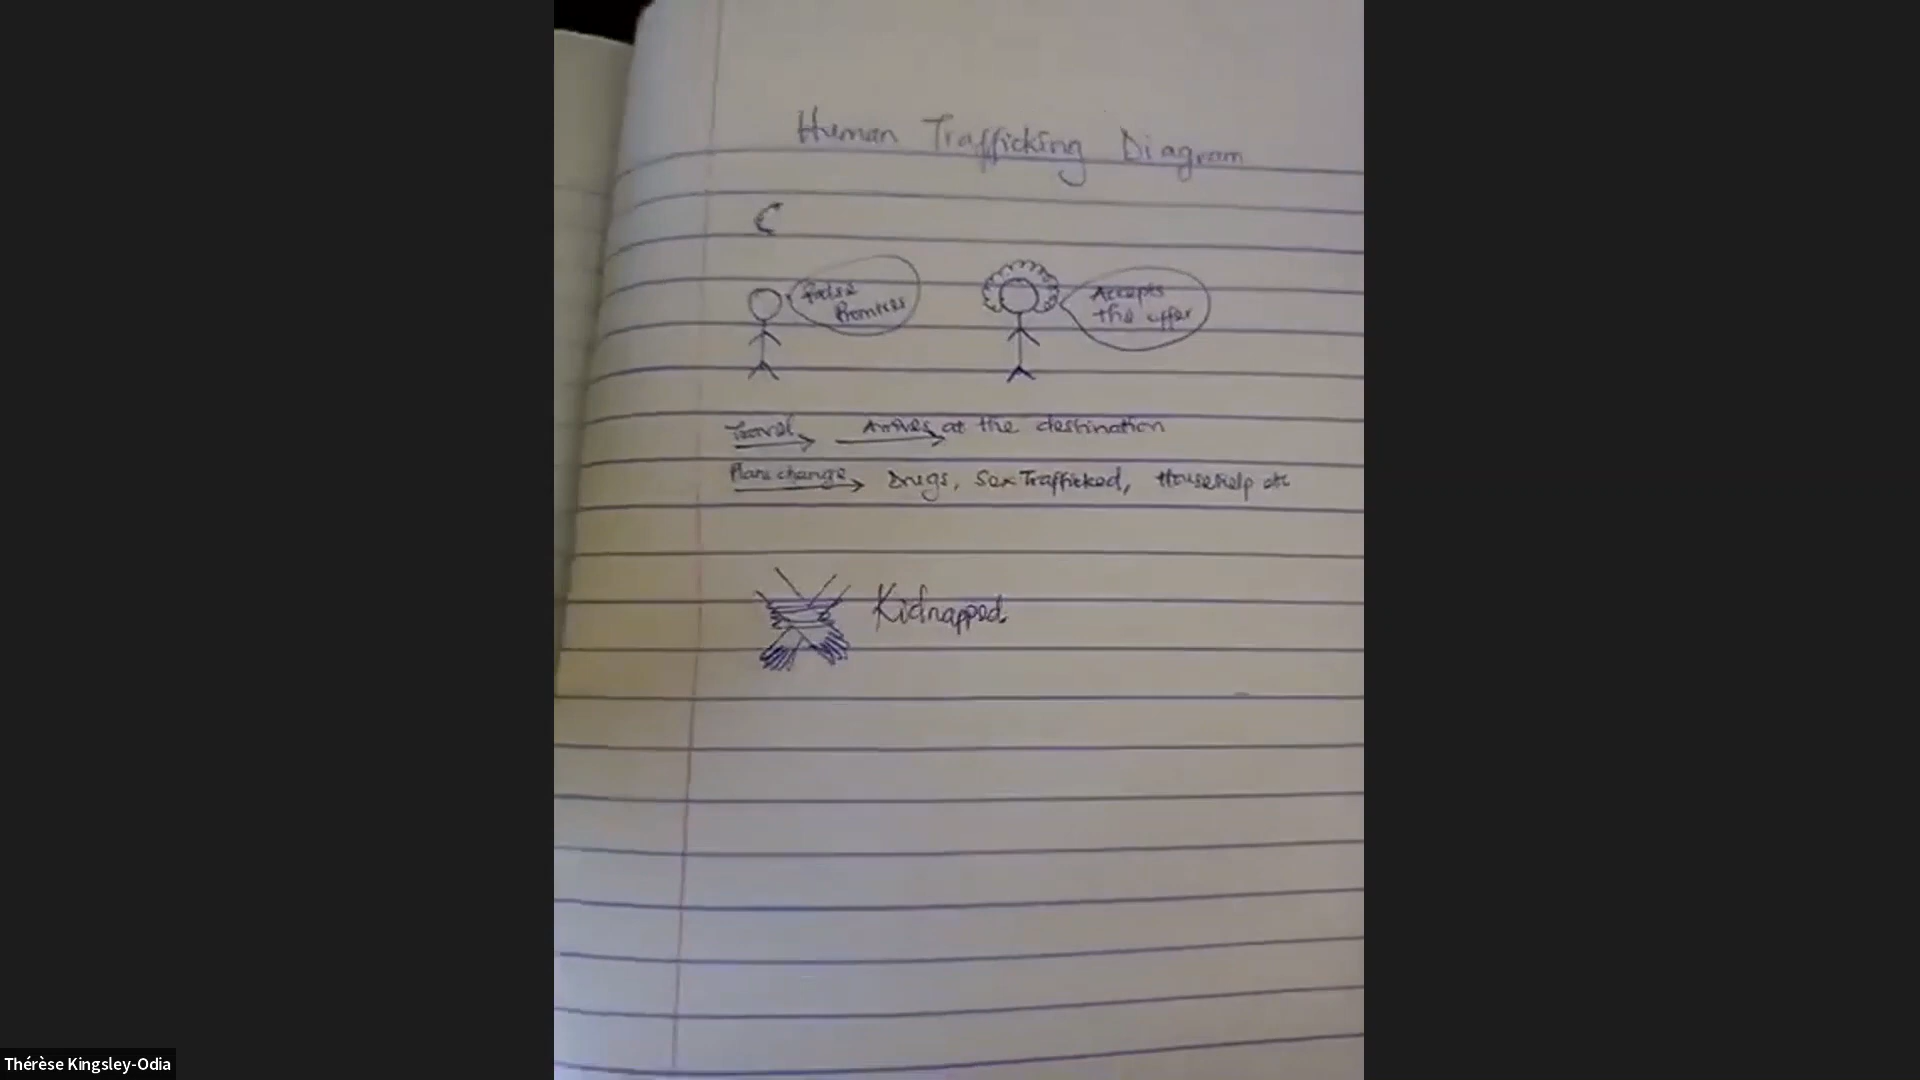 Human Trafficking Diagram
False
Promises
Accepts
the offer
Travel Arrives at the destination
Plans change Drugs, Sex Trafficked, Househelp etc
Kidnapped
Thérèse Kingsley-Odia